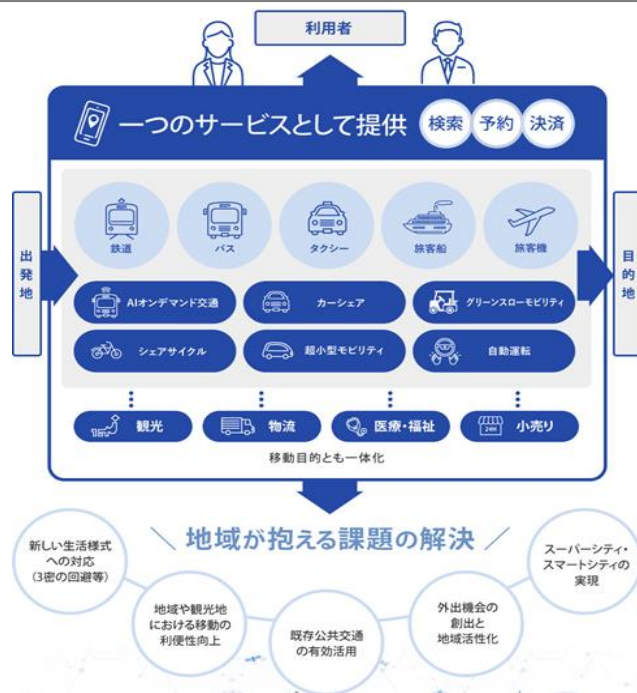 利用者
一つのサービスとして提供 検索 予約 決済
出発地
目的地
鉄道 バス タクシー 旅客船 旅客機
AIオンデマンド交通 カーシェア グリーンスローモビリティ
シェアサイクル 超小型モビリティ 自動運転
観光 物流 医療・福祉 24H 小売り
移動目的とも一体化
地域が抱える課題の解決
新しい生活様式
への対応
(3密の回避等)
地域や観光地
における移動の
利便性向上
既存公共交通
の有効活用
外出機会の
創出と
地域活性化
スーパーシティ・
スマートシティの
実現